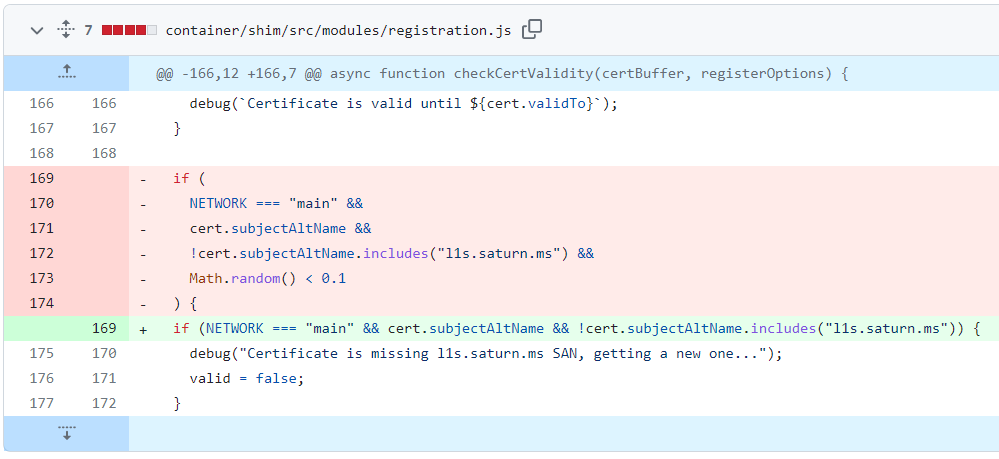 7 container/shim/src/modules/registration.js
@@ -166,12 +166,7 @@ async function checkCertValidity(certBuffer, registerOptions) {
166 166 debug(`Certificate is valid until ${cert.validTo}`);
167 167 }
168 168
169 - if (
170 - NETWORK === "main" &&
171 - cert.subjectAltName &&
172 - !cert.subjectAltName.includes("l1s.saturn.ms") &&
173 - Math.random() < 0.1
174 - ) {
169 + if (NETWORK === "main" && cert.subjectAltName && !cert.subjectAltName.includes("l1s.saturn.ms")) {
175 170 debug("Certificate is missing l1s.saturn.ms SAN, getting a new one...");
176 171 valid = false;
177 172 }